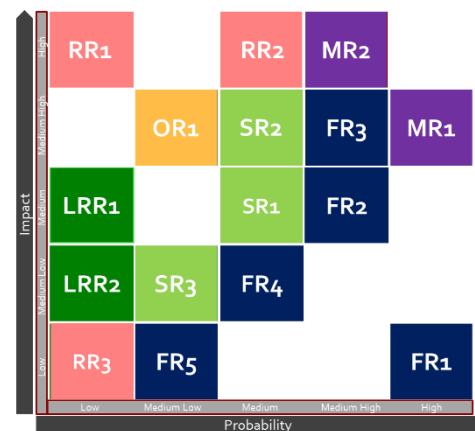 Impact
High
RR1 RR2 MR2
Medium High
OR1 SR2 FR3 MR1
Medium
LRR1 SR1 FR2
Medium Low
LRR2 SR3 FR4
Low
RR3 FR5 FR1
Low Medium Low Medium Medium High High
Probability